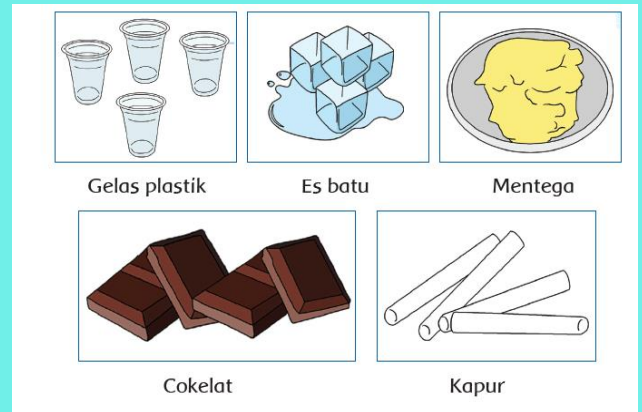 Gelas plastik
Es batu
Mentega
Cokelat
Kapur